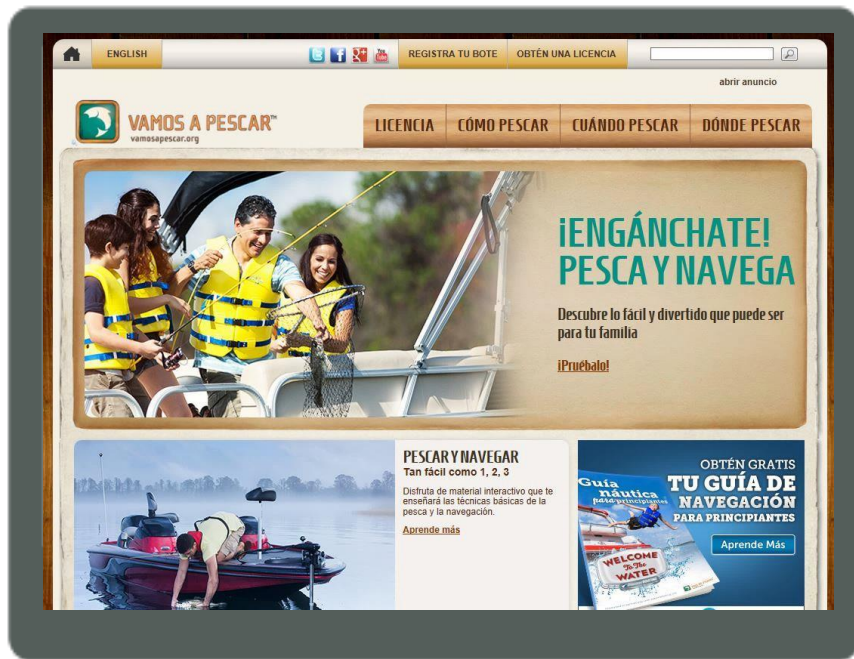 ENGLISH
REGISTRA TU BOTE
OBTÉN UNA LICENCIA
abrir anuncio
VAMOS A PESCAR™
vamosapescar.org
LICENCIA
CÓMO PESCAR
CUÁNDO PESCAR
DÓNDE PESCAR
¡ENGÁNCHATE!
PESCA Y NAVEGA
Descubre lo fácil y divertido que puede ser
para tu familia
¡Pruébalo!
PESCAR Y NAVEGAR
Tan fácil como 1, 2, 3
Disfruta de material interactivo que te
enseñará las técnicas básicas de la
pesca y la navegación.
Aprende más
OBTÉN GRATIS
TU GUÍA DE
NAVEGACIÓN
PARA PRINCIPIANTES
Aprende Más
Guía
náutica
para principiantes
WELCOME
To The
WATER